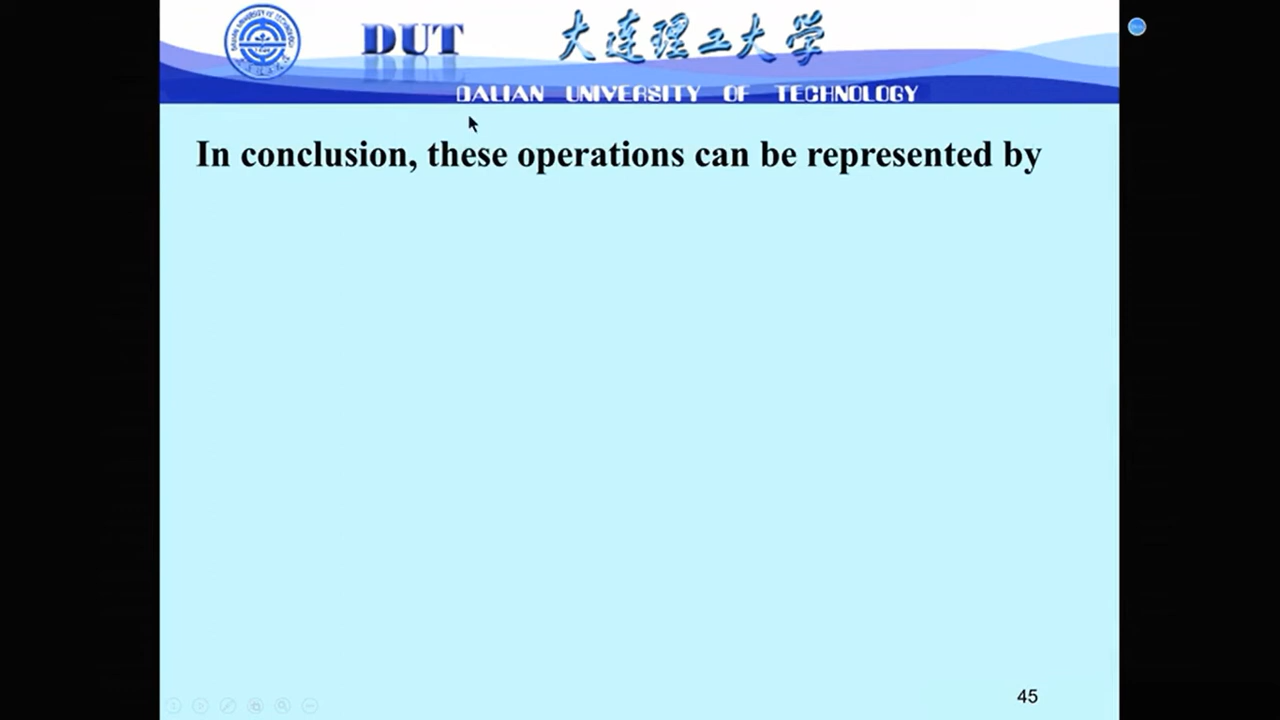 DUT
大连理工大学
DALIAN UNIVERSITY OF TECHNOLOGY
In conclusion, these operations can be represented by
45